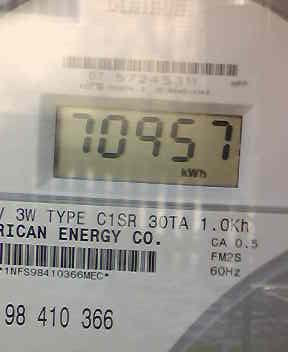 70957
kWh
3W TYPE C1SR 30TA 1.0Kh
RICAN ENERGY CO.
CA 0.5
FM2S
*1NFS98410366MEC*
60Hz
98 410 366